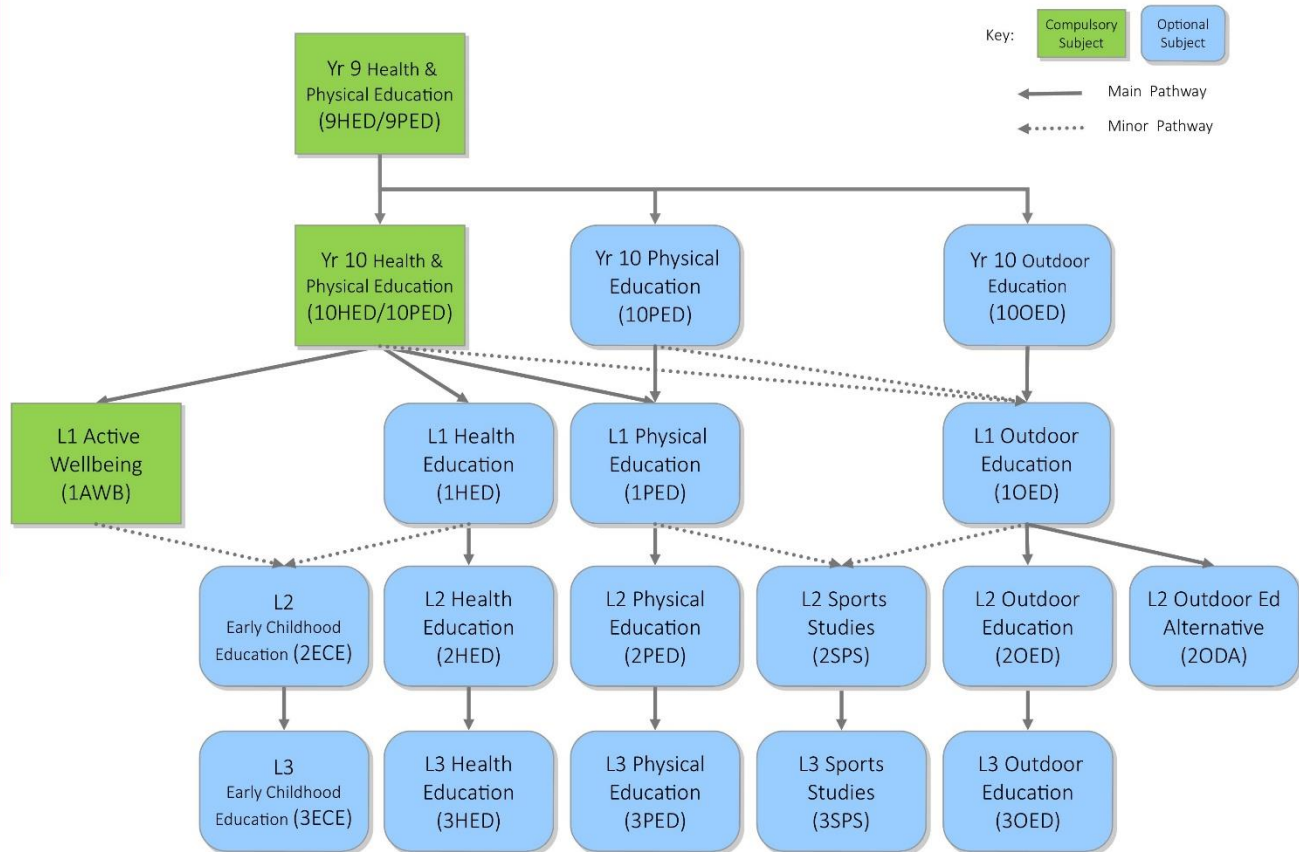 Key:
Compulsory
Subject
Optional
Subject
Main Pathway
Minor Pathway
Yr 9 Health &
Physical Education
(9HED/9PED)
Yr 10 Health &
Physical Education
(10HED/10PED)
Yr 10 Physical
Education
(10PED)
Yr 10 Outdoor
Education
(10OED)
L1 Active
Wellbeing
(1AWB)
L1 Health
Education
(1HED)
L1 Physical
Education
(1PED)
L1 Outdoor
Education
(1OED)
L2
Early Childhood
Education (2ECE)
L2 Health
Education
(2HED)
L2 Physical
Education
(2PED)
L2 Sports
Studies
(2SPS)
L2 Outdoor
Education
(2OED)
L2 Outdoor Ed
Alternative
(2ODA)
L3
Early Childhood
Education (3ECE)
L3 Health
Education
(3HED)
L3 Physical
Education
(3PED)
L3 Sports
Studies
(3SPS)
L3 Outdoor
Education
(3OED)